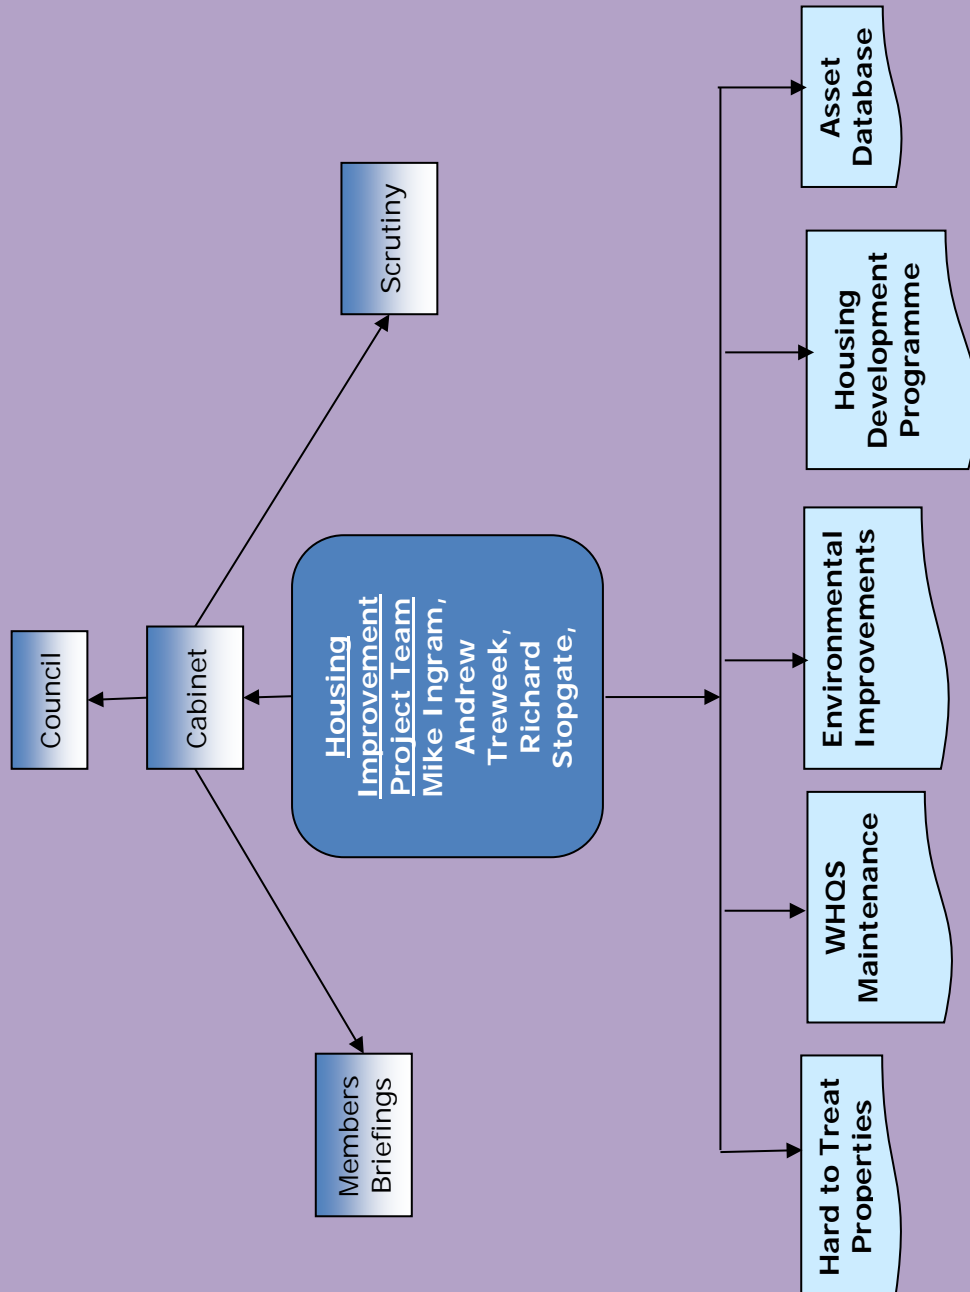 Council
Cabinet
Members
Briefings
Scrutiny
Housing
Improvement
Project Team
Mike Ingram,
Andrew
Treweek,
Richard
Stopgate,
Hard to Treat
Properties
WHQS
Maintenance
Environmental
Improvements
Housing
Development
Programme
Asset
Database